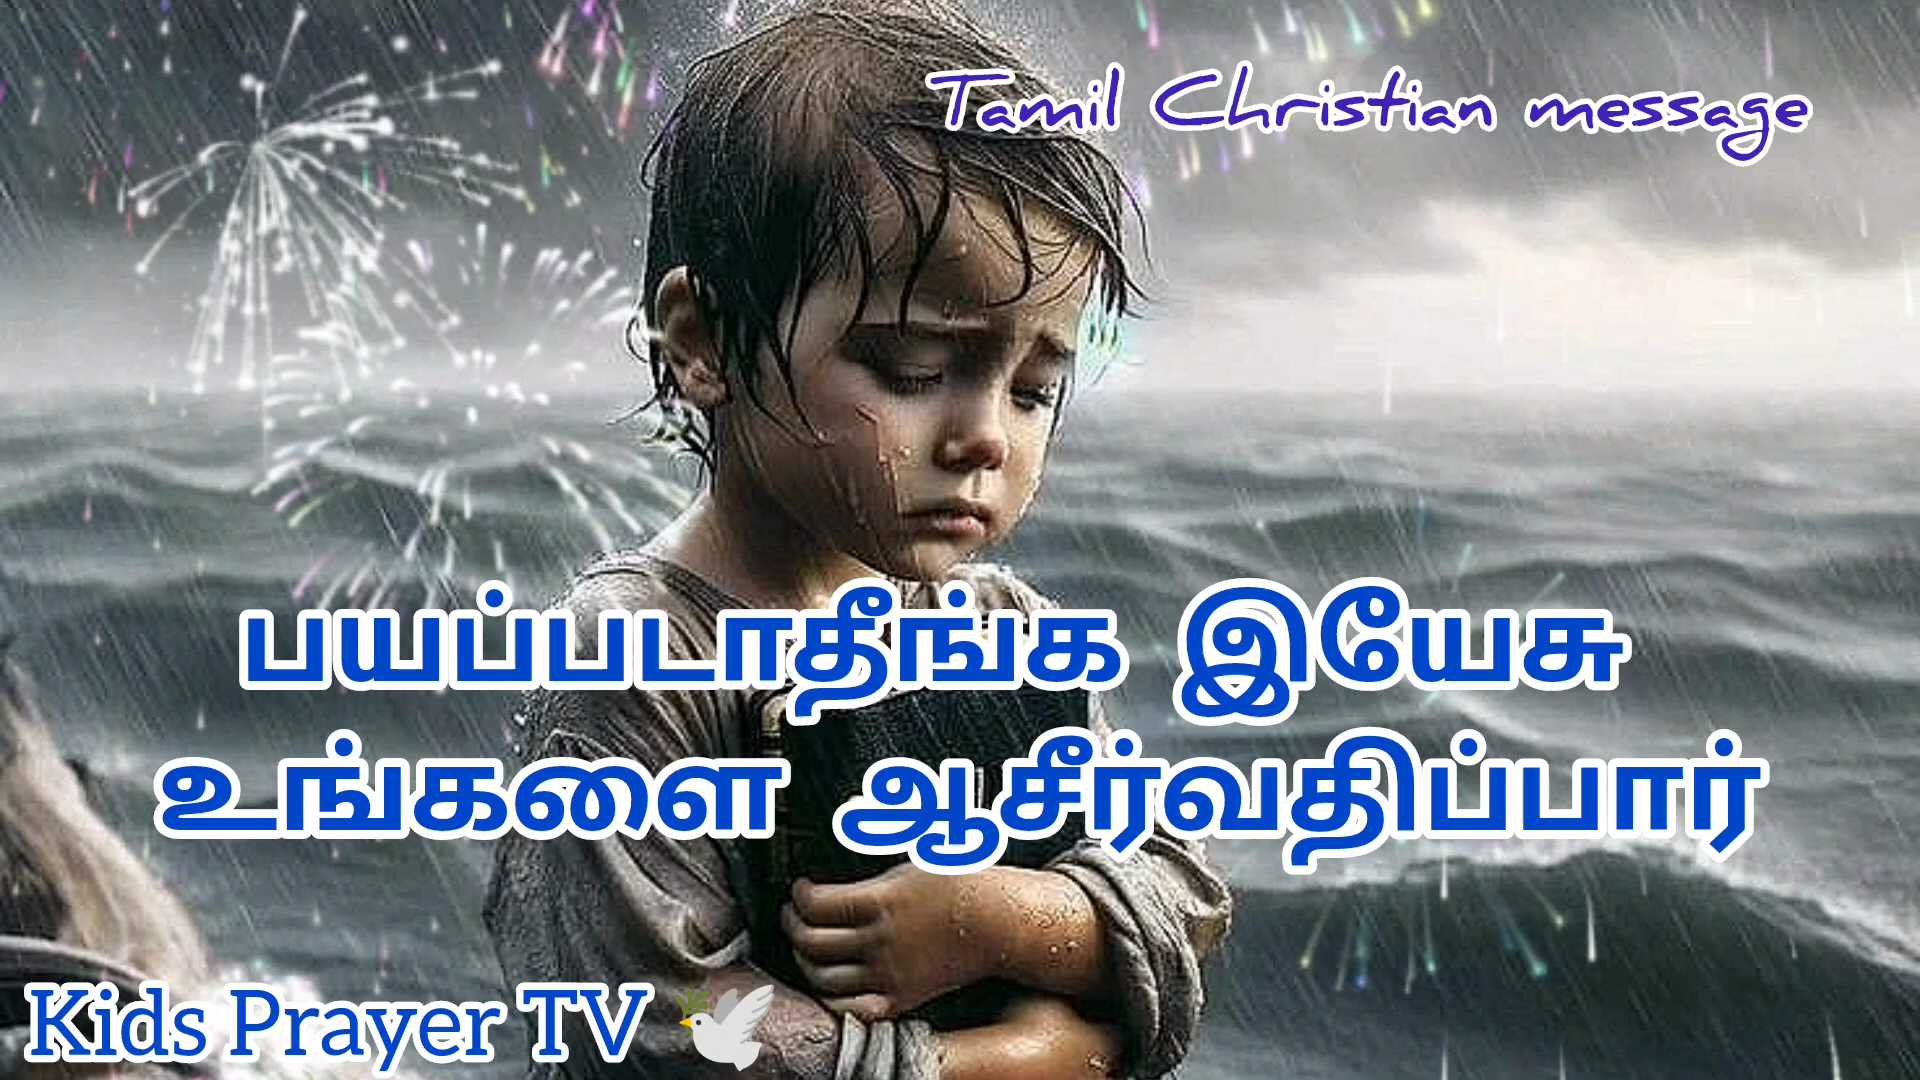 Tamil Christian message
பயப்படாதீங்க இயேசு
உங்களை ஆசீர்வதிப்பார்
Kids Prayer TV 🕊️